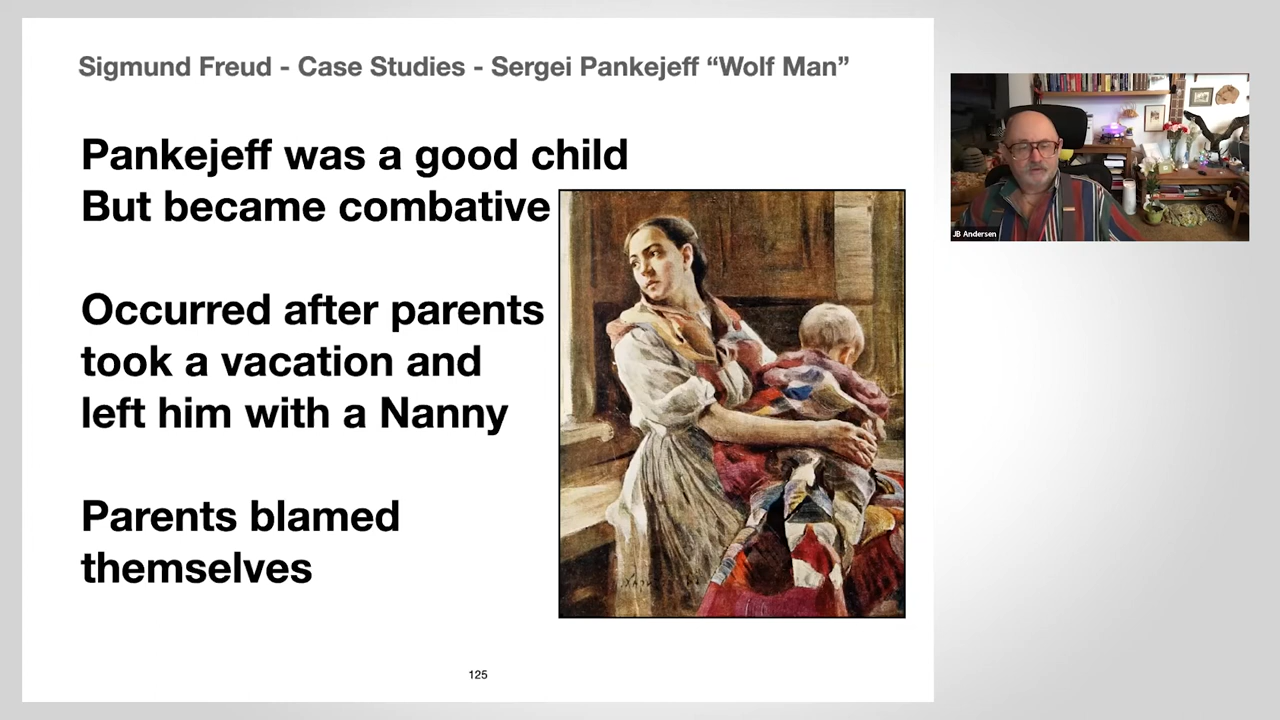 Sigmund Freud - Case Studies - Sergei Pankejeff “Wolf Man”
Pankejeff was a good child
But became combative
Occurred after parents
took a vacation and
left him with a Nanny
Parents blamed
themselves
125
JB Andersen